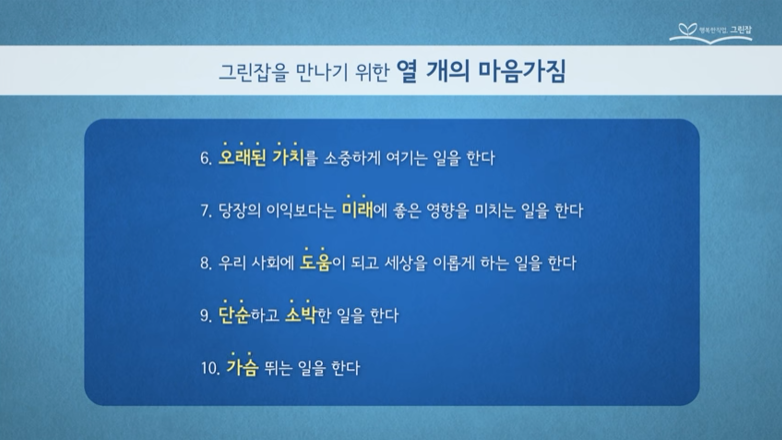 행복한직업, 그린잡
그린잡을 만나기 위한 열 개의 마음가짐
6. 오래된 가치를 소중하게 여기는 일을 한다
7. 당장의 이익보다는 미래에 좋은 영향을 미치는 일을 한다
8. 우리 사회에 도움이 되고 세상을 이롭게 하는 일을 한다
9. 단순하고 소박한 일을 한다
10. 가슴 뛰는 일을 한다